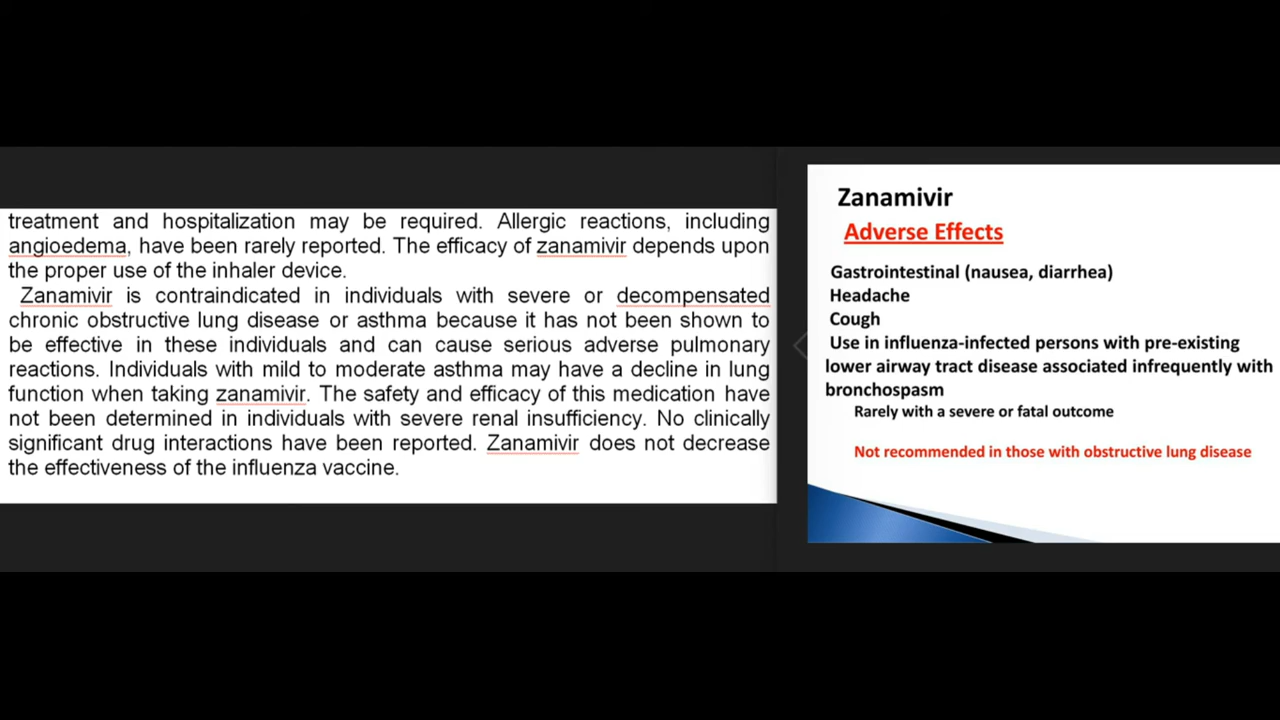 treatment and hospitalization may be required. Allergic reactions, including
angioedema, have been rarely reported. The efficacy of zanamivir depends upon
the proper use of the inhaler device.
Zanamivir is contraindicated in individuals with severe or decompensated
chronic obstructive lung disease or asthma because it has not been shown to
be effective in these individuals and can cause serious adverse pulmonary
reactions. Individuals with mild to moderate asthma may have a decline in lung
function when taking zanamivir. The safety and efficacy of this medication have
not been determined in individuals with severe renal insufficiency. No clinically
significant drug interactions have been reported. Zanamivir does not decrease
the effectiveness of the influenza vaccine.
Zanamivir
Adverse Effects
Gastrointestinal (nausea, diarrhea)
Headache
Cough
Use in influenza-infected persons with pre-existing
lower airway tract disease associated infrequently with
bronchospasm
Rarely with a severe or fatal outcome
Not recommended in those with obstructive lung disease